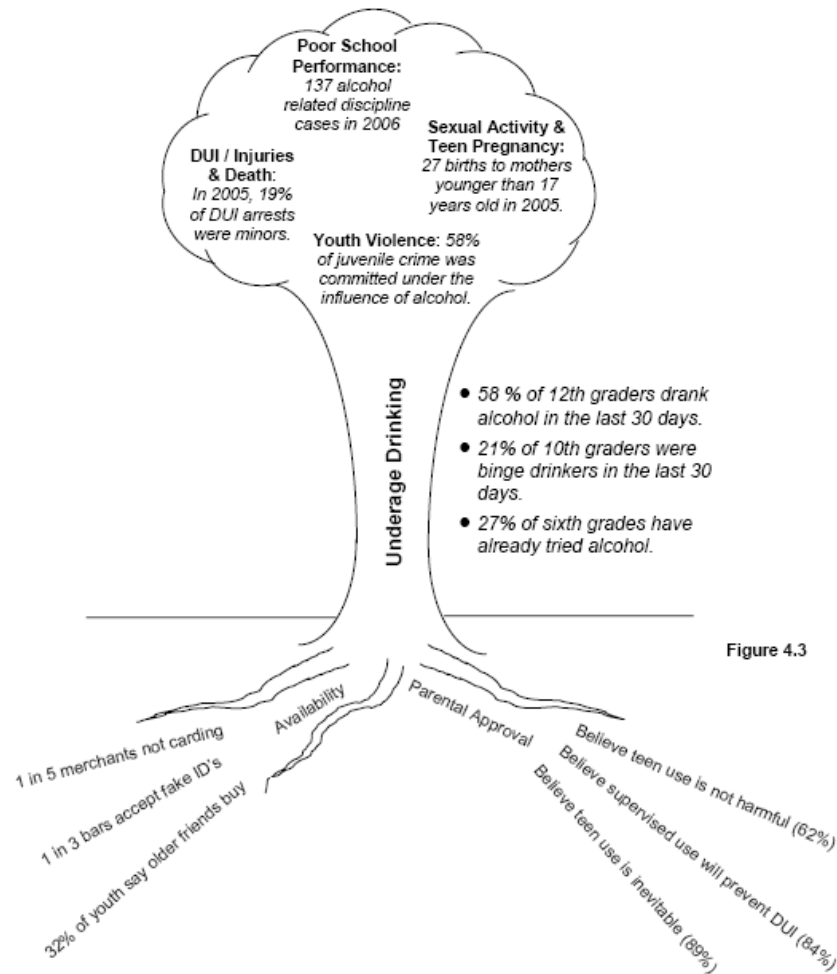 Poor School
Performance:
137 alcohol
related discipline
cases in 2006
Sexual Activity &
Teen Pregnancy:
27 births to mothers
younger than 17
years old in 2005.
DUI / Injuries
& Death:
In 2005, 19%
of DUI arrests
were minors.
Youth Violence: 58%
of juvenile crime was
committed under the
influence of alcohol.
Underage Drinking
• 58 % of 12th graders drank
alcohol in the last 30 days.
• 21% of 10th graders were
binge drinkers in the last 30
days.
• 27% of sixth grades have
already tried alcohol.
Figure 4.3
Availability
1 in 5 merchants not carding
1 in 3 bars accept fake ID's
32% of youth say older friends buy
Parental Approval
Believe teen use is not harmful (62%)
Believe supervised use will prevent DUI (84%)
Believe teen use is inevitable (89%)